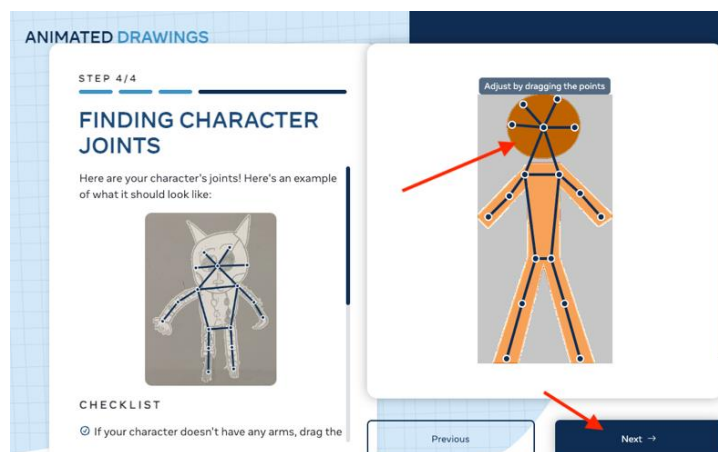 ANIMATED DRAWINGS
STEP 4/4
FINDING CHARACTER
JOINTS
Here are your character's joints! Here's an example
of what it should look like:
CHECKLIST
If your character doesn't have any arms, drag the
Adjust by dragging the points
Previous
Next →